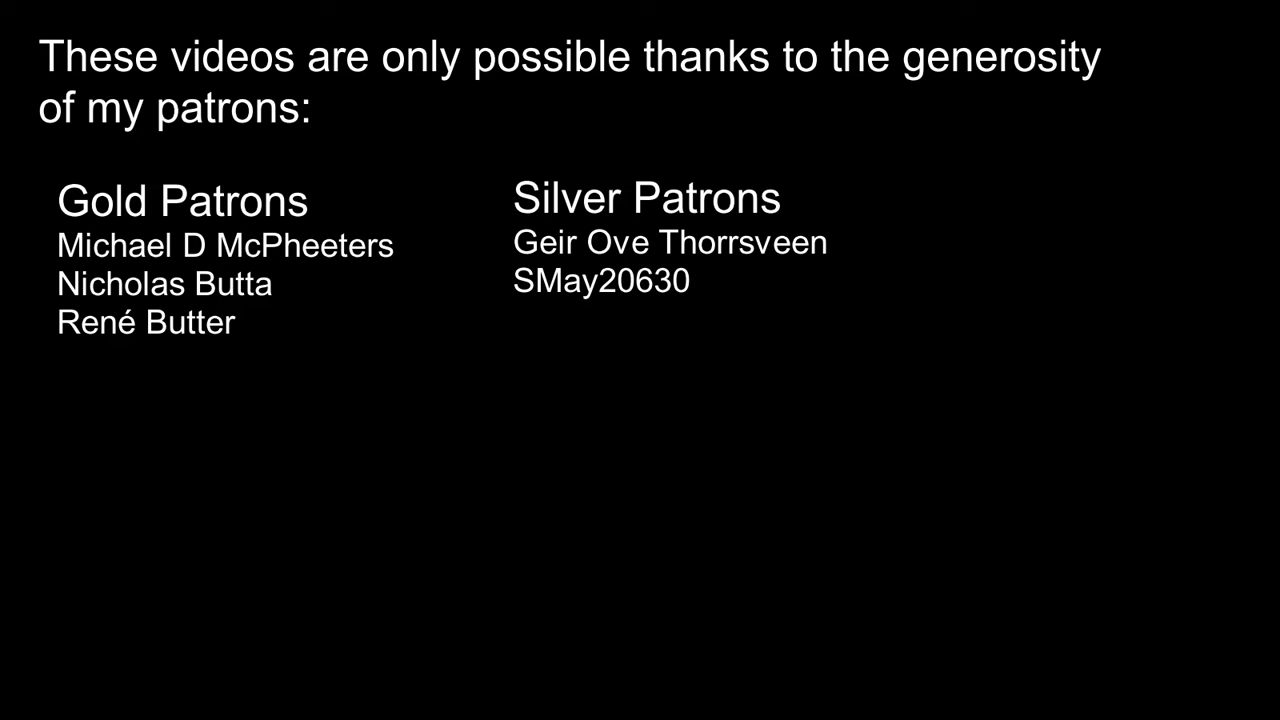 These videos are only possible thanks to the generosity
of my patrons:
Gold Patrons
Michael D McPheeters
Nicholas Butta
René Butter
Silver Patrons
Geir Ove Thorrsveen
SMay20630